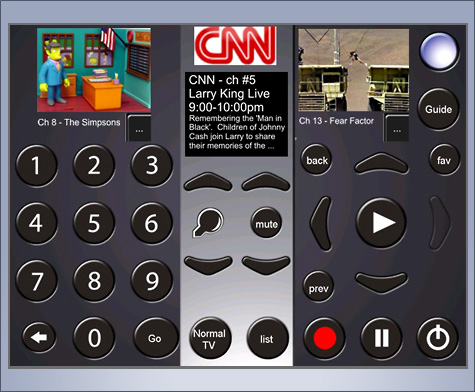 CNN
CNN - ch #5
Larry King Live
9:00-10:00pm
Remembering the 'Man in
Black'. Children of Johnny
Cash join Larry to share
their memories of the ...
Ch 8 - The Simpsons
...
Ch 13 - Fear Factor
...
Guide
1 2 3
back
fav
4 5 6
mute
7 8 9
prev
0
Go
Normal
TV
list